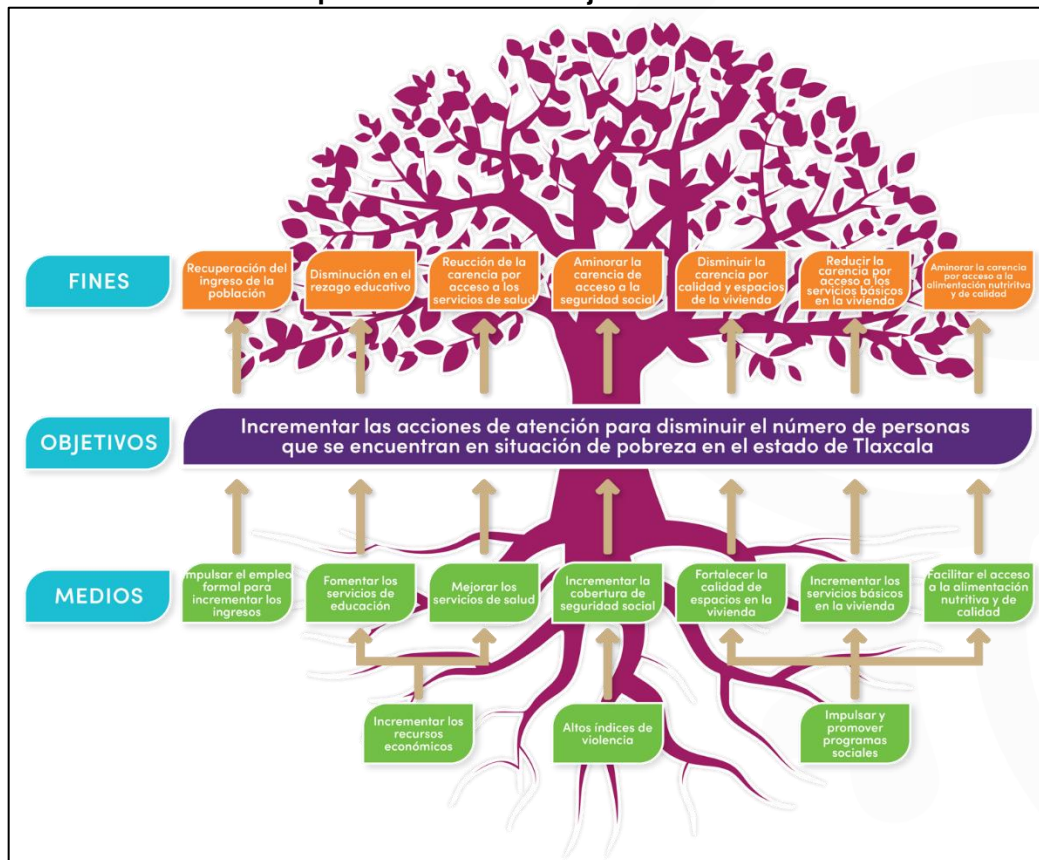 FINES
Recuperación del
ingreso de la
población
Disminución en el
rezago educativo
Reucción de la
carencia por
acceso a los
servicios de salud
Aminorar la
carencia de
acceso a la
seguridad social
Disminuir la
carencia por
calidad y espacios
de la vivienda
Reducir la
carencia por
acceso a los
servicios básicos
en la vivienda
Aminorar la carencia
por acceso a la
alimentación nutriritva
y de calidad
OBJETIVOS
Incrementar las acciones de atención para disminuir el número de personas
que se encuentran en situación de pobreza en el estado de Tlaxcala
MEDIOS
Impulsar el empleo
formal para
incrementar los
ingresos
Fomentar los
servicios de
educación
Mejorar los
servicios de salud
Incrementar la
cobertura de
seguridad social
Fortalecer la
calidad de
espacios en la
vivienda
Incrementar los
servicios básicos
en la vivienda
Facilitar el acceso
a la alimentación
nutritiva y de
calidad
Incrementar los
recursos
económicos
Altos índices de
violencia
Impulsar y
promover
programas
sociales